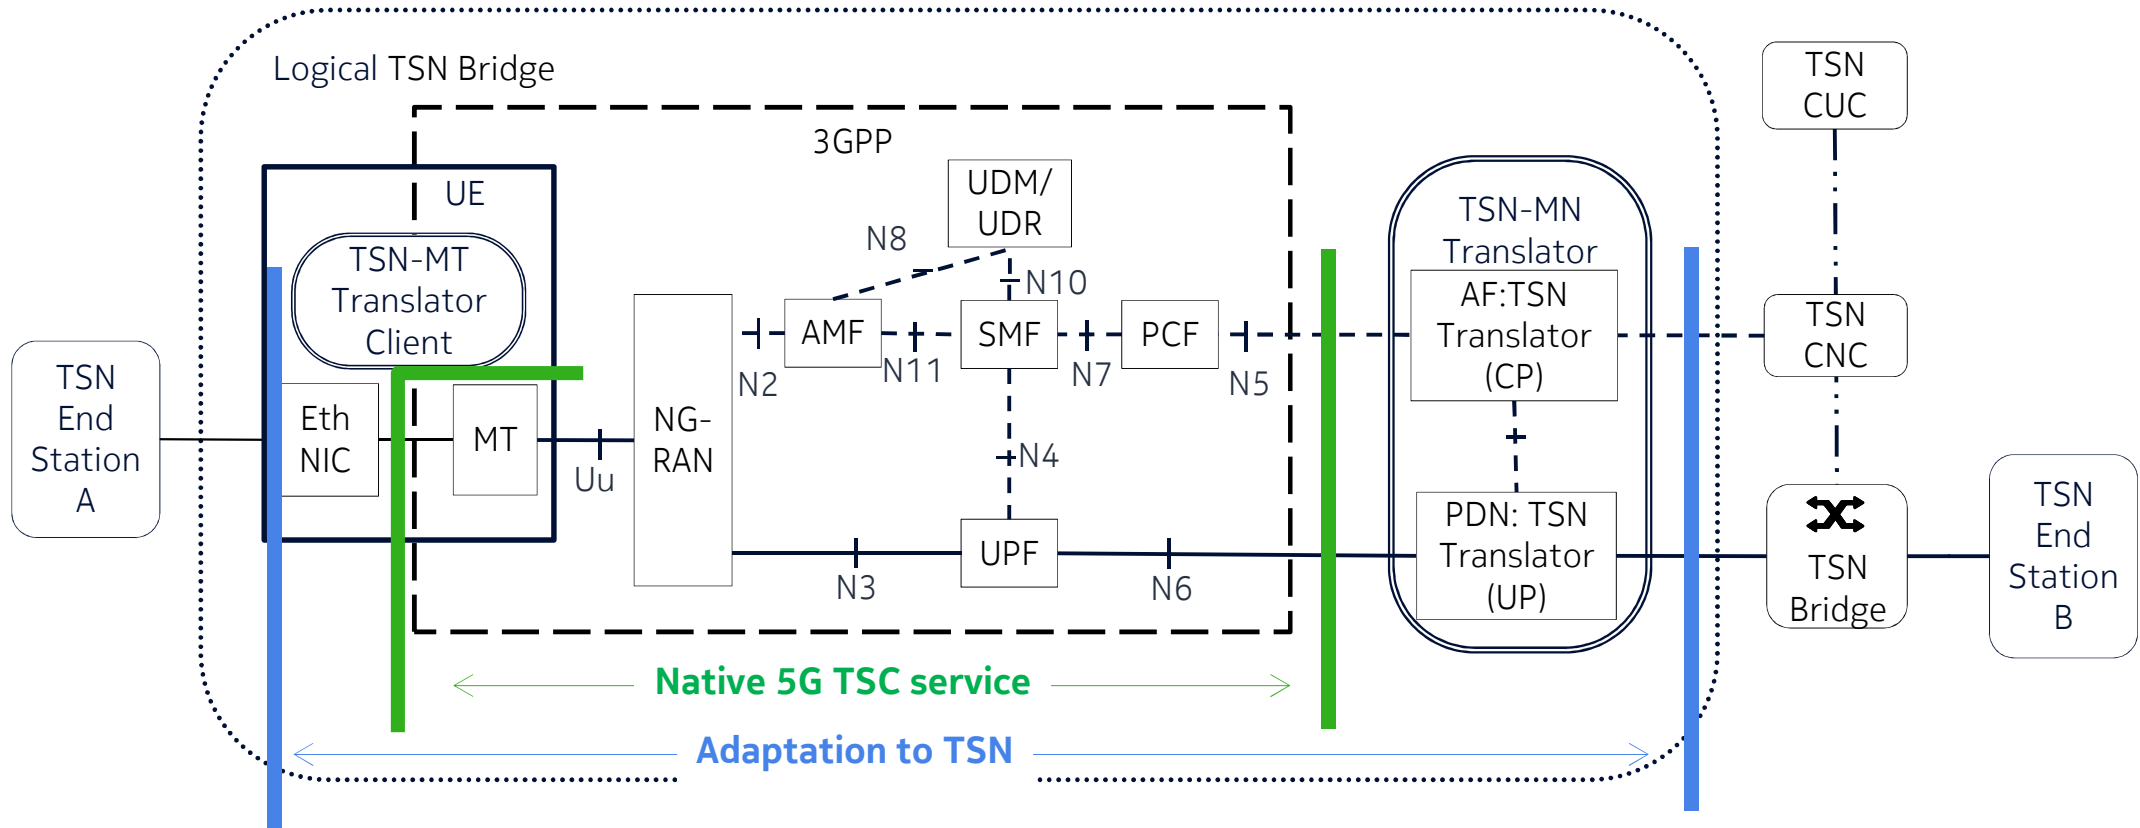 Logical TSN Bridge
3GPP
UE
TSN-MT
Translator
Client
TSN
End
Station
A
Eth
NIC
MT
Uu
NG-
RAN
N2
AMF
N8
UDM/
UDR
N10
N11
SMF
N7
PCF
N5
N4
N3
UPF
N6
TSN-MN
Translator
AF:TSN
Translator
(CP)
PDN: TSN
Translator
(UP)
TSN
CUC
TSN
CNC
TSN
Bridge
TSN
End
Station
B
Native 5G TSC service
Adaptation to TSN